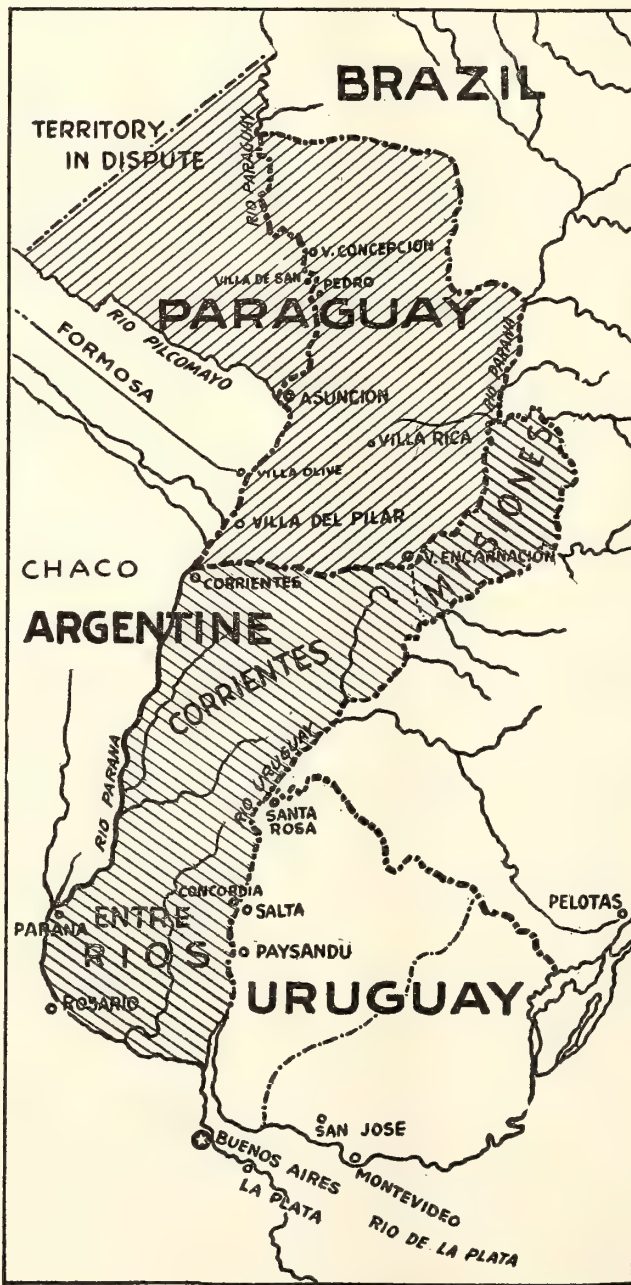 BRAZIL
TERRITORY
IN DISPUTE
RIO PARAGUAY
V. CONCEPCION
VILLA DE SAN
PEDRO
PARAGUAY
RIO PILCOMAYO
FORMOSA
RIO PARANA
ASUNCION
VILLA RICA
VILLA OLIVE
VILLA DEL PILAR
MISIONES
V. ENCARNACION
CHACO
CORRIENTES
ARGENTINE
CORRIENTES
RIO PARANA
RIO URUGUAY
SANTA
ROSA
CONCORDIA
SALTA
PELOTAS
PARANA
ENTRE
RIOS
PAYSANDU
ROSARIO
URUGUAY
SAN JOSE
BUENOS AIRES
MONTEVIDEO
LA PLATA
RIO DE LA PLATA